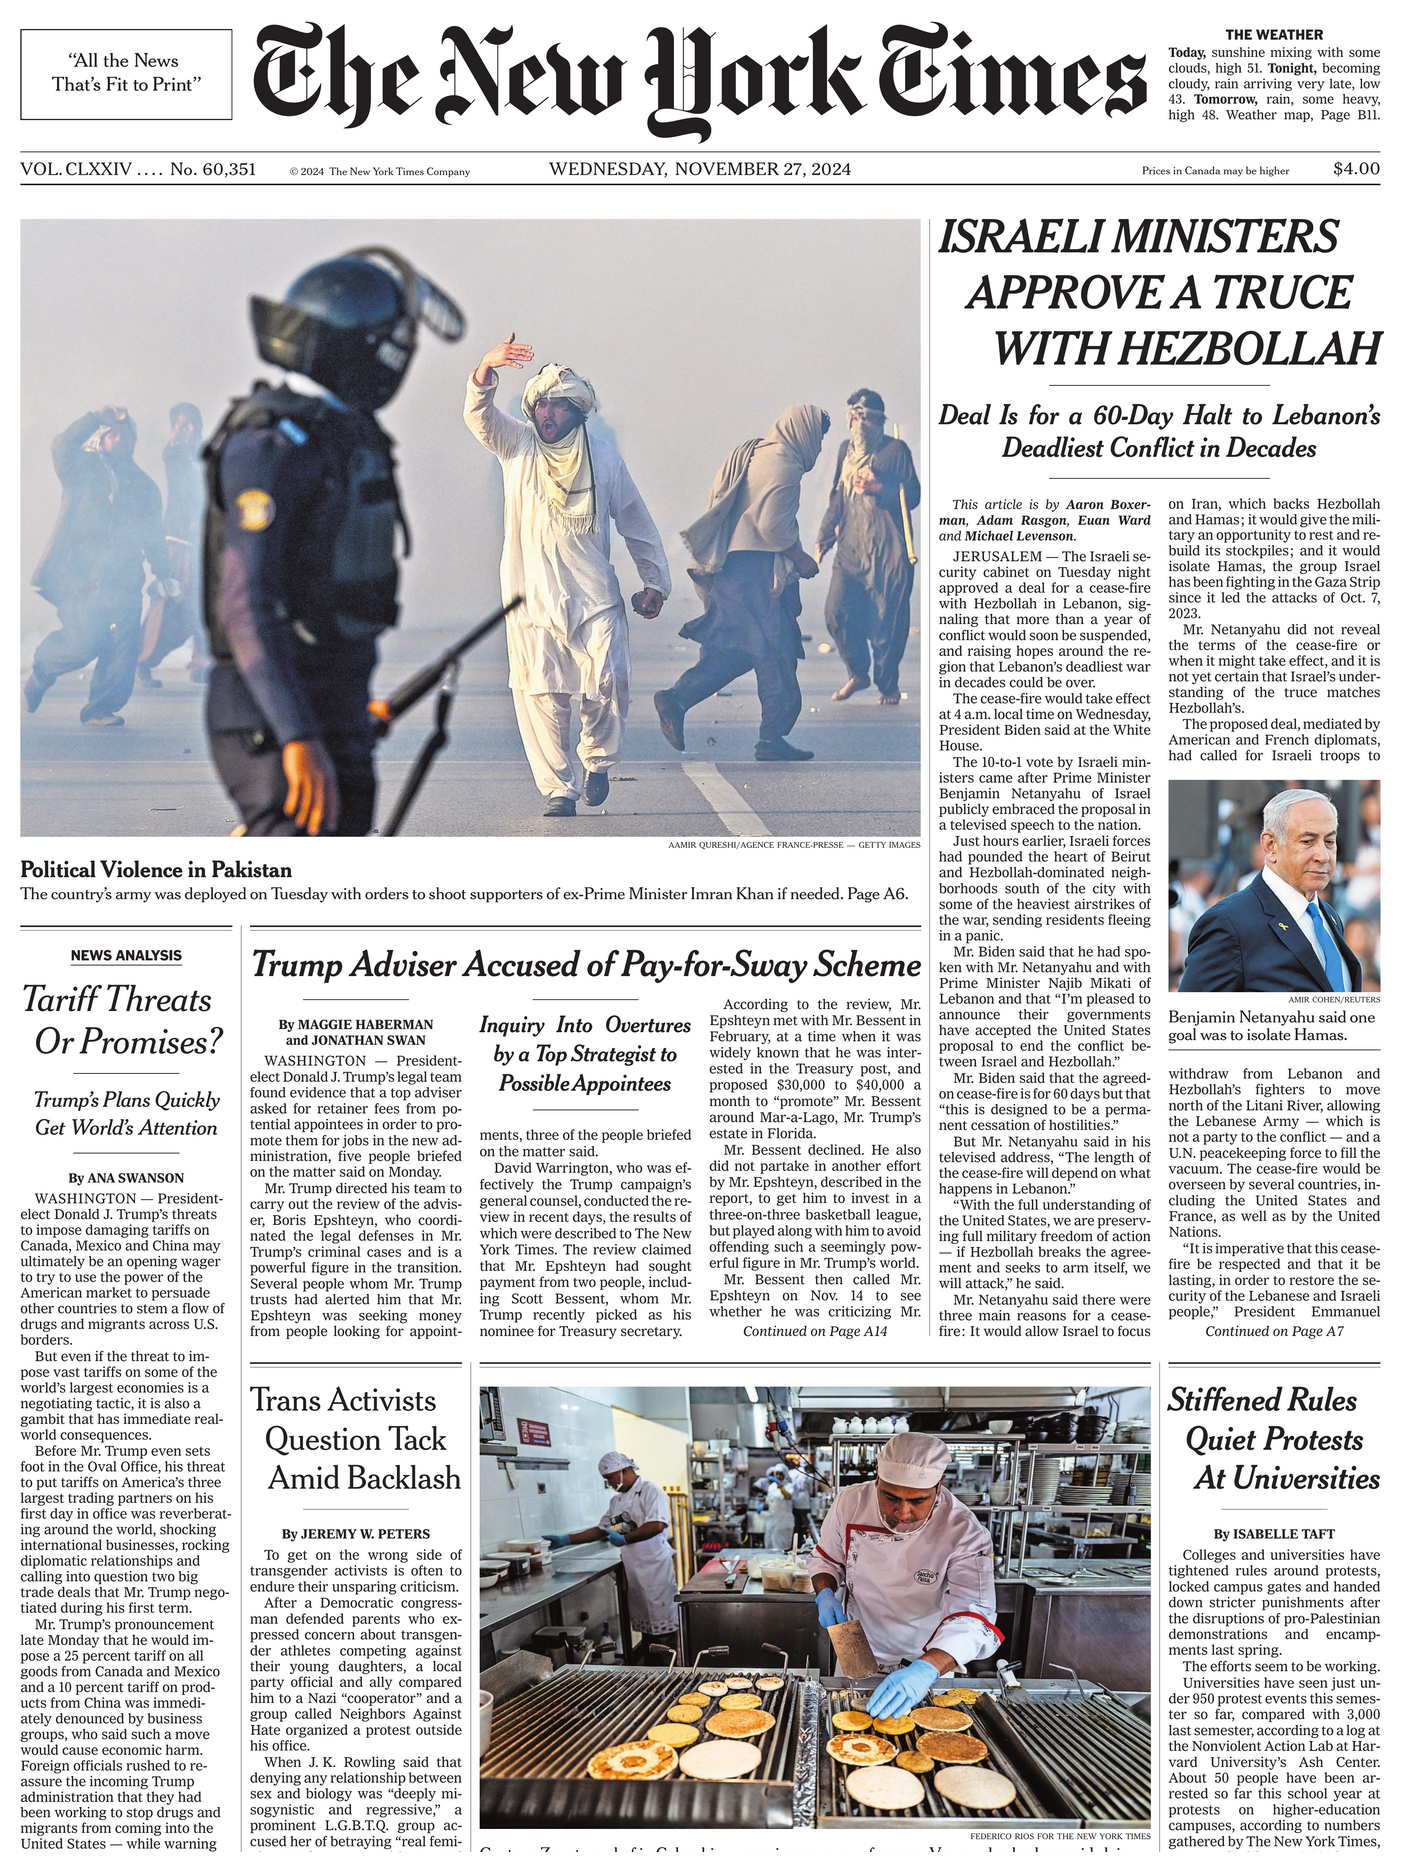 “All the News
That’s Fit to Print”
The New York Times
THE WEATHER
Today, sunshine mixing with some
clouds, high 51. Tonight, becoming
cloudy, rain arriving very late, low
43. Tomorrow, rain, some heavy,
high 48. Weather map, Page B11.
VOL. CLXXIV .... No. 60,351
© 2024 The New York Times Company
WEDNESDAY, NOVEMBER 27, 2024
Prices in Canada may be higher
$4.00
POLICE
AAMIR QURESHI/AGENCE FRANCE-PRESSE — GETTY IMAGES
Political Violence in Pakistan
The country’s army was deployed on Tuesday with orders to shoot supporters of ex-Prime Minister Imran Khan if needed. Page A6.
ISRAELI MINISTERS
APPROVE A TRUCE
WITH HEZBOLLAH
Deal Is for a 60-Day Halt to Lebanon’s
Deadliest Conflict in Decades
This article is by Aaron Boxer-
man, Adam Rasgon, Euan Ward
and Michael Levenson.
JERUSALEM — The Israeli se-
curity cabinet on Tuesday night
approved a deal for a cease-fire
with Hezbollah in Lebanon, sig-
naling that more than a year of
conflict would soon be suspended,
and raising hopes around the re-
gion that Lebanon’s deadliest war
in decades could be over.
The cease-fire would take effect
at 4 a.m. local time on Wednesday,
President Biden said at the White
House.
The 10-to-1 vote by Israeli min-
isters came after Prime Minister
Benjamin Netanyahu of Israel
publicly embraced the proposal in
a televised speech to the nation.
Just hours earlier, Israeli forces
had pounded the heart of Beirut
and Hezbollah-dominated neigh-
borhoods south of the city with
some of the heaviest airstrikes of
the war, sending residents fleeing
in a panic.
Mr. Biden said that he had spo-
ken with Mr. Netanyahu and with
Prime Minister Najib Mikati of
Lebanon and that “I’m pleased to
announce their governments
have accepted the United States
proposal to end the conflict be-
tween Israel and Hezbollah.”
Mr. Biden said that the agreed-
on cease-fire is for 60 days but that
“this is designed to be a perma-
nent cessation of hostilities.”
But Mr. Netanyahu said in his
televised address, “The length of
the cease-fire will depend on what
happens in Lebanon.”
“With the full understanding of
the United States, we are preserv-
ing full military freedom of action
— if Hezbollah breaks the agree-
ment and seeks to arm itself, we
will attack,” he said.
Mr. Netanyahu said there were
three main reasons for a cease-
fire: It would allow Israel to focus
on Iran, which backs Hezbollah
and Hamas; it would give the mili-
tary an opportunity to rest and re-
build its stockpiles; and it would
isolate Hamas, the group Israel
has been fighting in the Gaza Strip
since it led the attacks of Oct. 7,
2023.
Mr. Netanyahu did not reveal
the terms of the cease-fire or
when it might take effect, and it is
not yet certain that Israel’s under-
standing of the truce matches
Hezbollah’s.
The proposed deal, mediated by
American and French diplomats,
had called for Israeli troops to
AMIR COHEN/REUTERS
Benjamin Netanyahu said one
goal was to isolate Hamas.
withdraw from Lebanon and
Hezbollah’s fighters to move
north of the Litani River, allowing
the Lebanese Army — which is
not a party to the conflict — and a
U.N. peacekeeping force to fill the
vacuum. The cease-fire would be
overseen by several countries, in-
cluding the United States and
France, as well as by the United
Nations.
“It is imperative that this cease-
fire be respected and that it be
lasting, in order to restore the se-
curity of the Lebanese and Israeli
people,” President Emmanuel
Continued on Page A7
NEWS ANALYSIS
Tariff Threats
Or Promises?
Trump’s Plans Quickly
Get World’s Attention
By ANA SWANSON
WASHINGTON — President-
elect Donald J. Trump’s threats
to impose damaging tariffs on
Canada, Mexico and China may
ultimately be an opening wager
to try to use the power of the
American market to persuade
other countries to stem a flow of
drugs and migrants across U.S.
borders.
But even if the threat to im-
pose vast tariffs on some of the
world’s largest economies is a
negotiating tactic, it is also a
gambit that has immediate real-
world consequences.
Before Mr. Trump even sets
foot in the Oval Office, his threat
to put tariffs on America’s three
largest trading partners on his
first day in office was reverberat-
ing around the world, shocking
international businesses, rocking
diplomatic relationships and
calling into question two big
trade deals that Mr. Trump nego-
tiated during his first term.
Mr. Trump’s pronouncement
late Monday that he would im-
pose a 25 percent tariff on all
goods from Canada and Mexico
and a 10 percent tariff on prod-
ucts from China was immedi-
ately denounced by business
groups, who said such a move
would cause economic harm.
Foreign officials rushed to re-
assure the incoming Trump
administration that they had
been working to stop drugs and
migrants from coming into the
United States — while warning
Trump Adviser Accused of Pay-for-Sway Scheme
By MAGGIE HABERMAN
and JONATHAN SWAN
WASHINGTON — President-
elect Donald J. Trump’s legal team
found evidence that a top adviser
asked for retainer fees from po-
tential appointees in order to pro-
mote them for jobs in the new ad-
ministration, five people briefed
on the matter said on Monday.
Mr. Trump directed his team to
carry out the review of the advis-
er, Boris Epshteyn, who coordi-
nated the legal defenses in Mr.
Trump’s criminal cases and is a
powerful figure in the transition.
Several people whom Mr. Trump
trusts had alerted him that Mr.
Epshteyn was seeking money
from people looking for appoint-
Inquiry Into Overtures
by a Top Strategist to
Possible Appointees
ments, three of the people briefed
on the matter said.
David Warrington, who was ef-
fectively the Trump campaign’s
general counsel, conducted the re-
view in recent days, the results of
which were described to The New
York Times. The review claimed
that Mr. Epshteyn had sought
payment from two people, includ-
ing Scott Bessent, whom Mr.
Trump recently picked as his
nominee for Treasury secretary.
According to the review, Mr.
Epshteyn met with Mr. Bessent in
February, at a time when it was
widely known that he was inter-
ested in the Treasury post, and
proposed $30,000 to $40,000 a
month to “promote” Mr. Bessent
around Mar-a-Lago, Mr. Trump’s
estate in Florida.
Mr. Bessent declined. He also
did not partake in another effort
by Mr. Epshteyn, described in the
report, to get him to invest in a
three-on-three basketball league,
but played along with him to avoid
offending such a seemingly pow-
erful figure in Mr. Trump’s world.
Mr. Bessent then called Mr.
Epshteyn on Nov. 14 to see
whether he was criticizing Mr.
Continued on Page A14
Trans Activists
Question Tack
Amid Backlash
By JEREMY W. PETERS
To get on the wrong side of
transgender activists is often to
endure their unsparing criticism.
After a Democratic congress-
man defended parents who ex-
pressed concern about transgen-
der athletes competing against
their young daughters, a local
party official and ally compared
him to a Nazi “cooperator” and a
group called Neighbors Against
Hate organized a protest outside
his office.
When J. K. Rowling said that
denying any relationship between
sex and biology was “deeply mi-
sogynistic and regressive,” a
prominent L.G.B.T.Q. group ac-
cused her of betraying “real femi-
FEDERICO RIOS FOR THE NEW YORK TIMES
Stiffened Rules
Quiet Protests
At Universities
By ISABELLE TAFT
Colleges and universities have
tightened rules around protests,
locked campus gates and handed
down stricter punishments after
the disruptions of pro-Palestinian
demonstrations and encamp-
ments last spring.
The efforts seem to be working.
Universities have seen just un-
der 950 protest events this semes-
ter so far, compared with 3,000
last semester, according to a log at
the Nonviolent Action Lab at Har-
vard University’s Ash Center.
About 50 people have been ar-
rested so far this school year at
protests on higher-education
campuses, according to numbers
gathered by The New York Times,